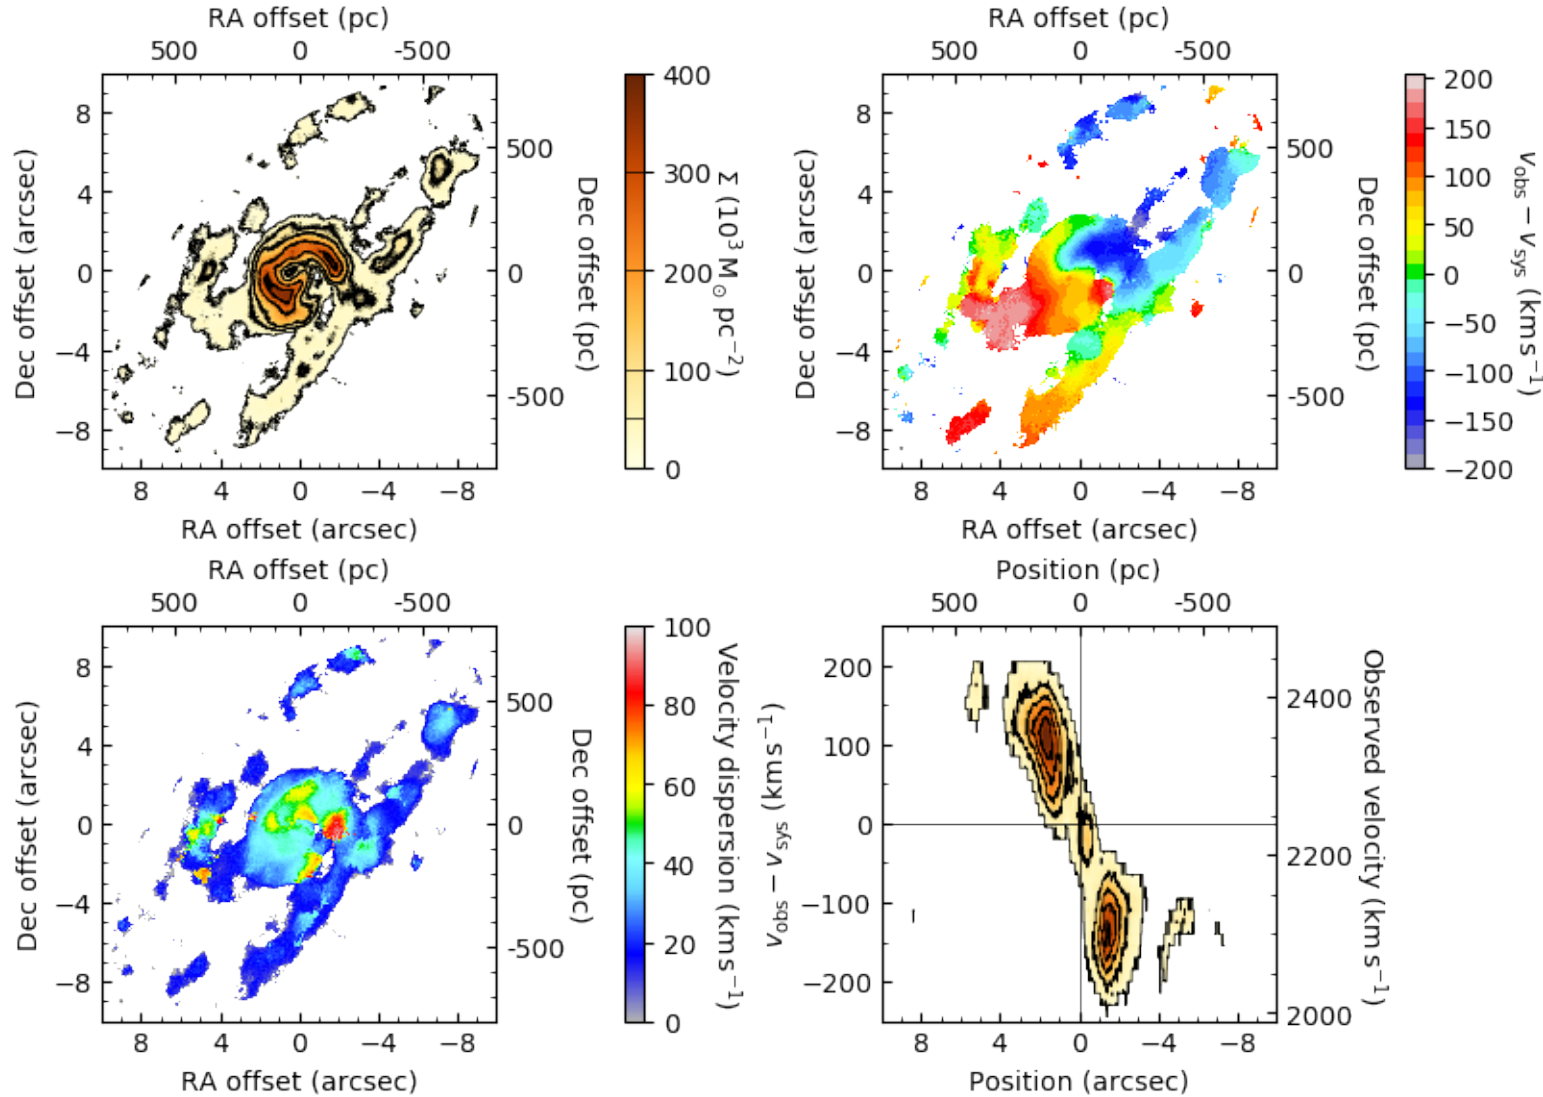 RA offset (pc)
500 0 -500
8
4
0
−4
−8
Dec offset (arcsec)
500
0
-500
Dec offset (pc)
8 4 0 −4 −8
RA offset (arcsec)
400
300
200
100
0
Σ (10³ M⊙ pc⁻²)
RA offset (pc)
500 0 -500
8
4
0
−4
−8
Dec offset (arcsec)
500
0
-500
Dec offset (pc)
8 4 0 −4 −8
RA offset (arcsec)
200
150
100
50
0
−50
−100
−150
−200
v_obs − v_sys (km s⁻¹)
RA offset (pc)
500 0 -500
8
4
0
−4
−8
Dec offset (arcsec)
500
0
-500
Dec offset (pc)
8 4 0 −4 −8
RA offset (arcsec)
100
80
60
40
20
0
Velocity dispersion (km s⁻¹)
Position (pc)
500 0 -500
200
100
0
−100
−200
v_obs − v_sys (km s⁻¹)
2400
2200
2000
Observed velocity (km s⁻¹)
8 4 0 −4 −8
Position (arcsec)